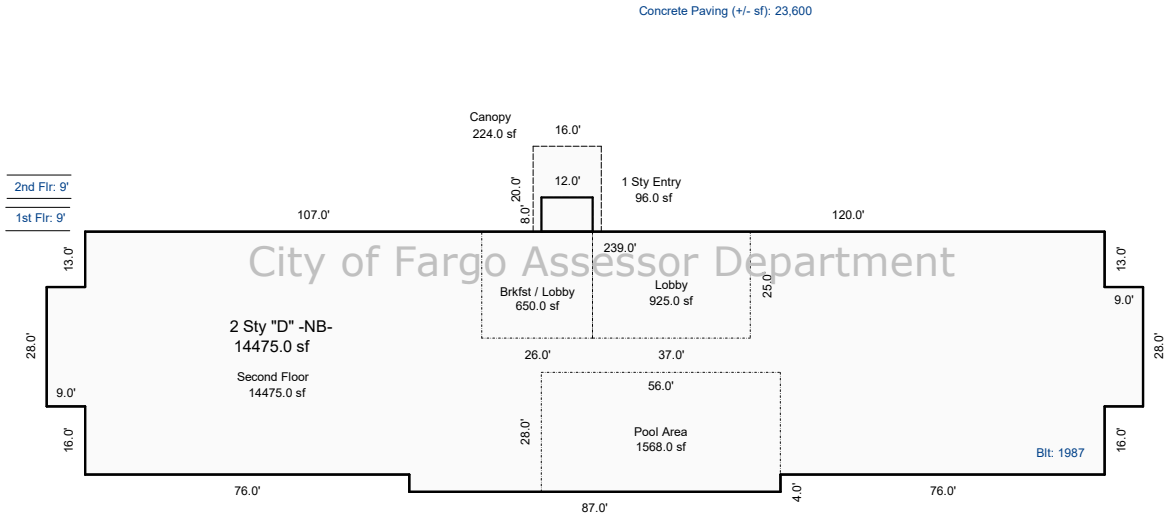 Concrete Paving (+/- sf): 23,600
Canopy
224.0 sf
16.0'
2nd Flr: 9'
1st Flr: 9'
20.0'
12.0'
8.0'
1 Sty Entry
96.0 sf
107.0'
120.0'
13.0'
239.0'
13.0'
City of Fargo Assessor Department
Brkfst / Lobby
650.0 sf
Lobby
925.0 sf
25.0'
9.0'
28.0'
2 Sty "D" -NB-
14475.0 sf
26.0'
37.0'
28.0'
Second Floor
14475.0 sf
9.0'
56.0'
28.0'
Pool Area
1568.0 sf
16.0'
16.0'
Blt: 1987
76.0'
87.0'
4.0'
76.0'